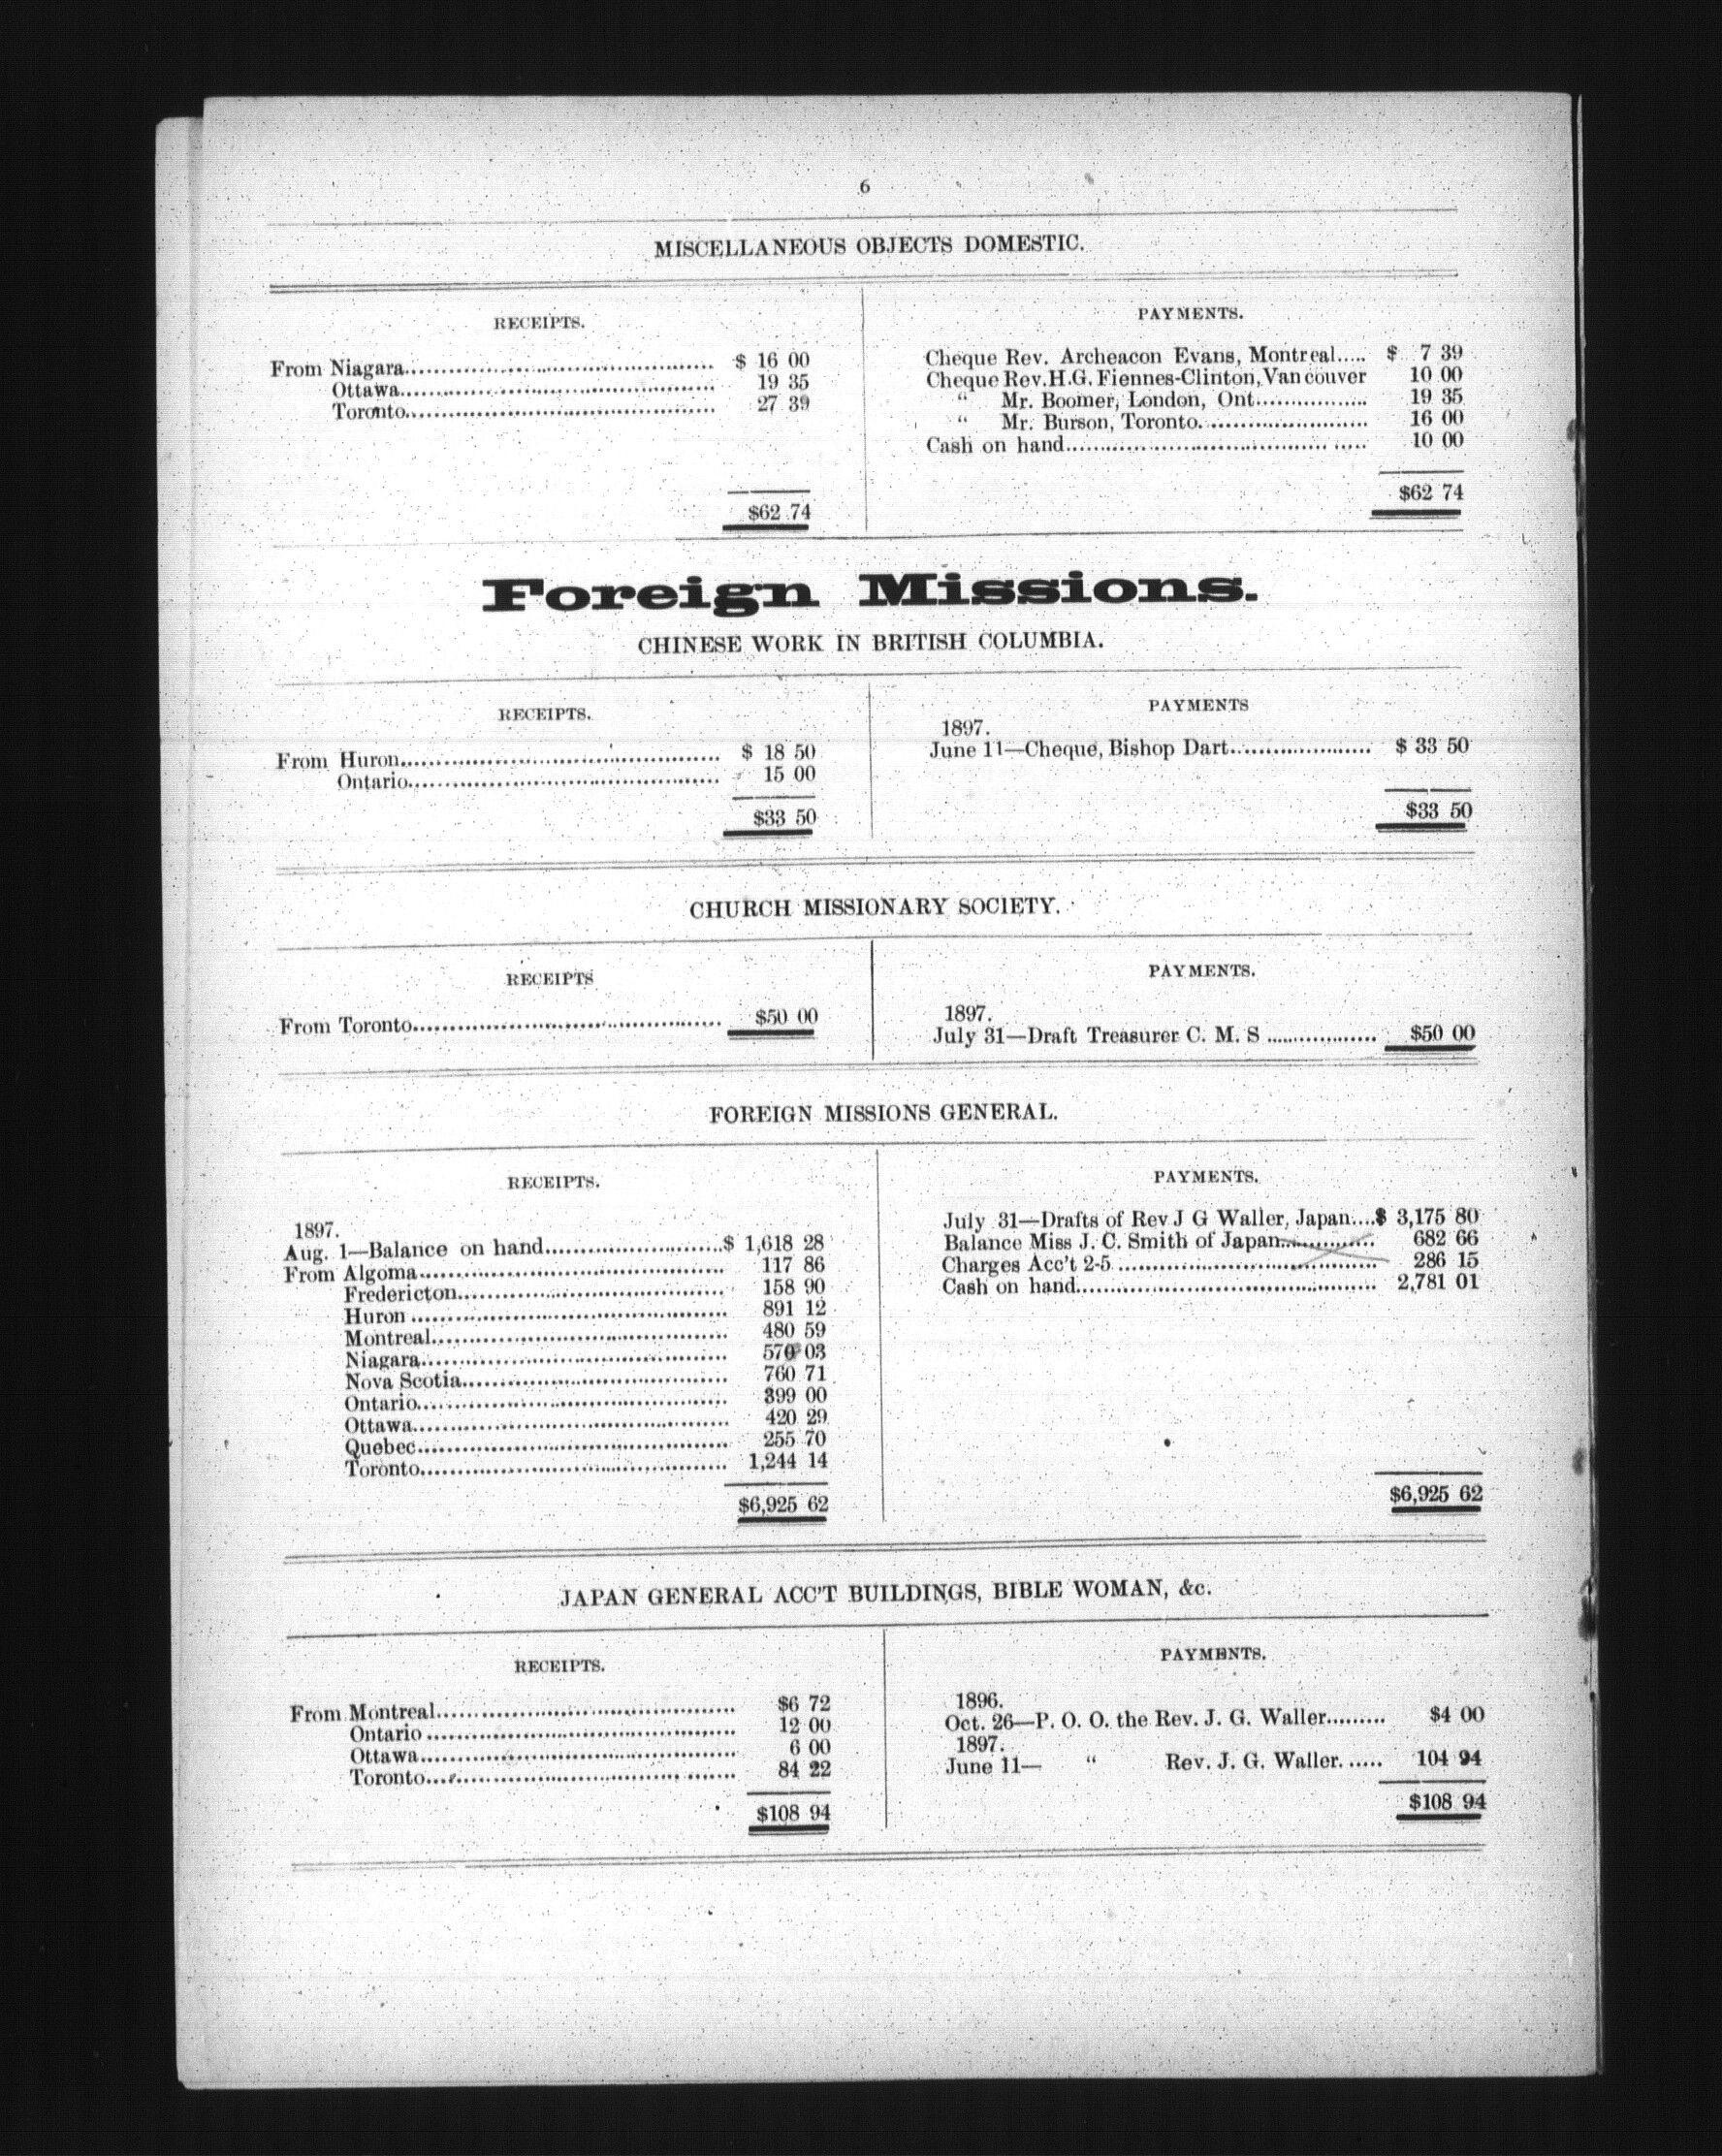 6
MISCELLANEOUS OBJECTS DOMESTIC.
RECEIPTS.
From Niagara........................................ $ 16 00
Ottawa........................................ 19 35
Toronto........................................ 27 39
$62 74
PAYMENTS.
Cheque Rev. Archeacon Evans, Montreal..... $ 7 39
Cheque Rev. H.G. Fiennes-Clinton, Vancouver 10 00
“ Mr. Boomer, London, Ont................. 19 35
“ Mr. Burson, Toronto........................ 16 00
Cash on hand........................................ 10 00
$62 74
Foreign Missions.
CHINESE WORK IN BRITISH COLUMBIA.
RECEIPTS.
From Huron........................................ $ 18 50
Ontario........................................ 15 00
$33 50
PAYMENTS
1897.
June 11—Cheque, Bishop Dart.................... $ 33 50
$33 50
CHURCH MISSIONARY SOCIETY.
RECEIPTS
From Toronto........................................ $50 00
PAYMENTS.
1897.
July 31—Draft Treasurer C. M. S .................. $50 00
FOREIGN MISSIONS GENERAL.
RECEIPTS.
1897.
Aug. 1—Balance on hand........................$ 1,618 28
From Algoma........................................ 117 86
Fredericton........................................ 158 90
Huron ........................................ 891 12
Montreal........................................ 480 59
Niagara........................................ 579 03
Nova Scotia........................................ 760 71
Ontario........................................ 399 00
Ottawa........................................ 420 29
Quebec........................................ 255 70
Toronto........................................ 1,244 14
$6,925 62
PAYMENTS.
July 31—Drafts of Rev J G Waller, Japan....$ 3,175 80
Balance Miss J. C. Smith of Japan............. 682 66
Charges Acc't 2-5 .................................. 286 15
Cash on hand........................................ 2,781 01
$6,925 62
JAPAN GENERAL ACC'T BUILDINGS, BIBLE WOMAN, &c.
RECEIPTS.
From Montreal........................................ $6 72
Ontario ........................................ 12 00
Ottawa........................................ 6 00
Toronto........................................ 84 22
$108 94
PAYMENTS.
1896.
Oct. 26—P. O. O. the Rev. J. G. Waller......... $4 00
1897.
June 11— “ Rev. J. G. Waller. ..... 104 94
$108 94